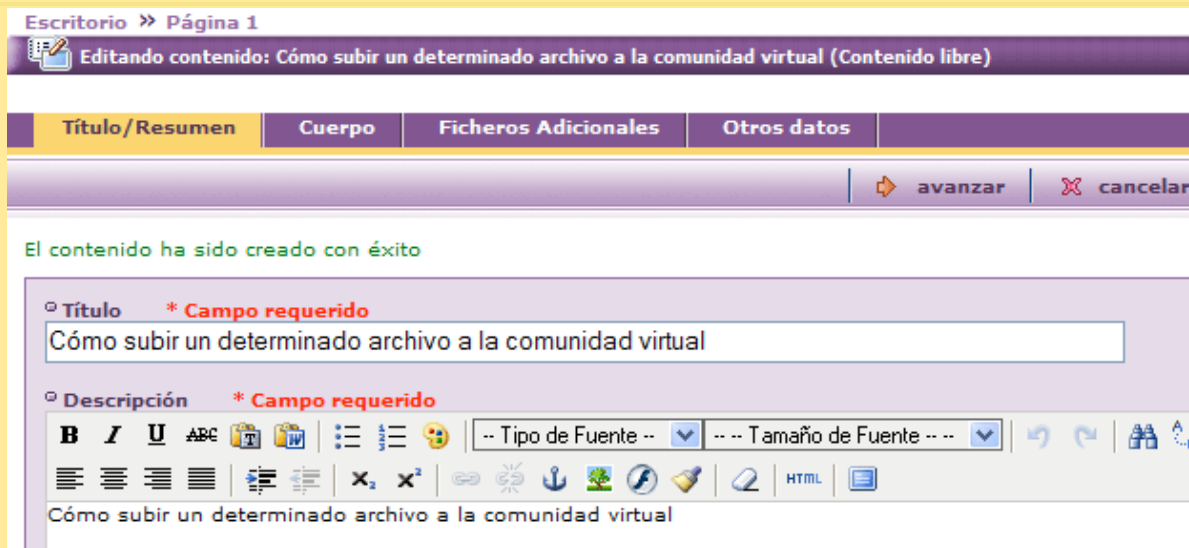 Escritorio » Página 1
Editando contenido: Cómo subir un determinado archivo a la comunidad virtual (Contenido libre)
Título/Resumen Cuerpo Ficheros Adicionales Otros datos
avanzar cancelar
El contenido ha sido creado con éxito
Título * Campo requerido
Cómo subir un determinado archivo a la comunidad virtual
Descripción * Campo requerido
B I U ABC -- Tipo de Fuente -- -- -- Tamaño de Fuente -- --
x₂ x² HTML
Cómo subir un determinado archivo a la comunidad virtual